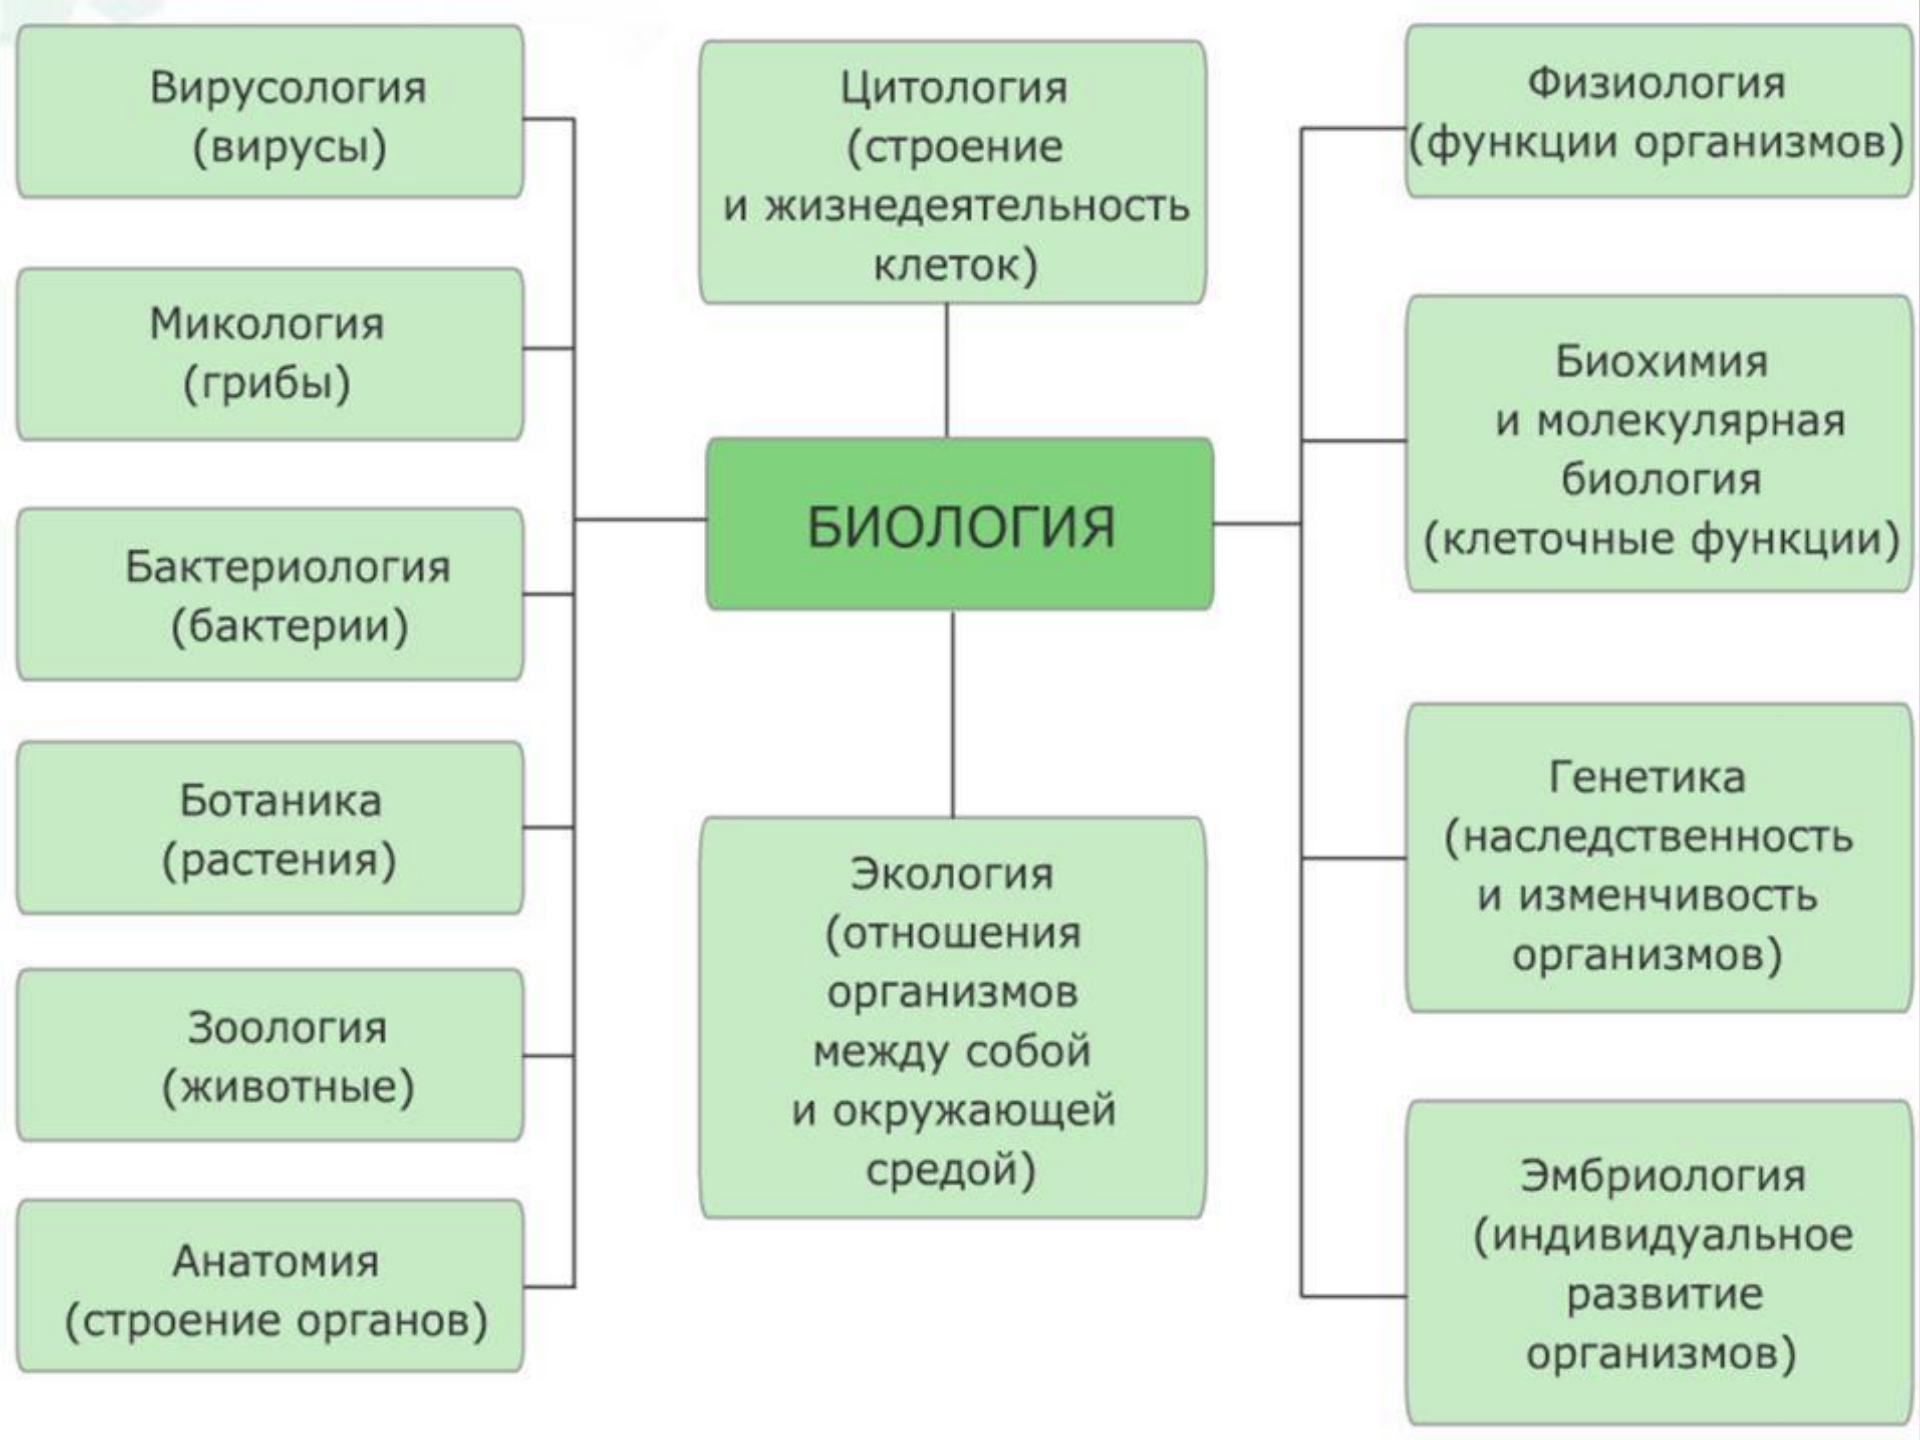 Вирусология
(вирусы)
Микология
(грибы)
Бактериология
(бактерии)
Ботаника
(растения)
Зоология
(животные)
Анатомия
(строение органов)
Цитология
(строение
и жизнедеятельность
клеток)
БИОЛОГИЯ
Экология
(отношения
организмов
между собой
и окружающей
средой)
Физиология
(функции организмов)
Биохимия
и молекулярная
биология
(клеточные функции)
Генетика
(наследственность
и изменчивость
организмов)
Эмбриология
(индивидуальное
развитие
организмов)